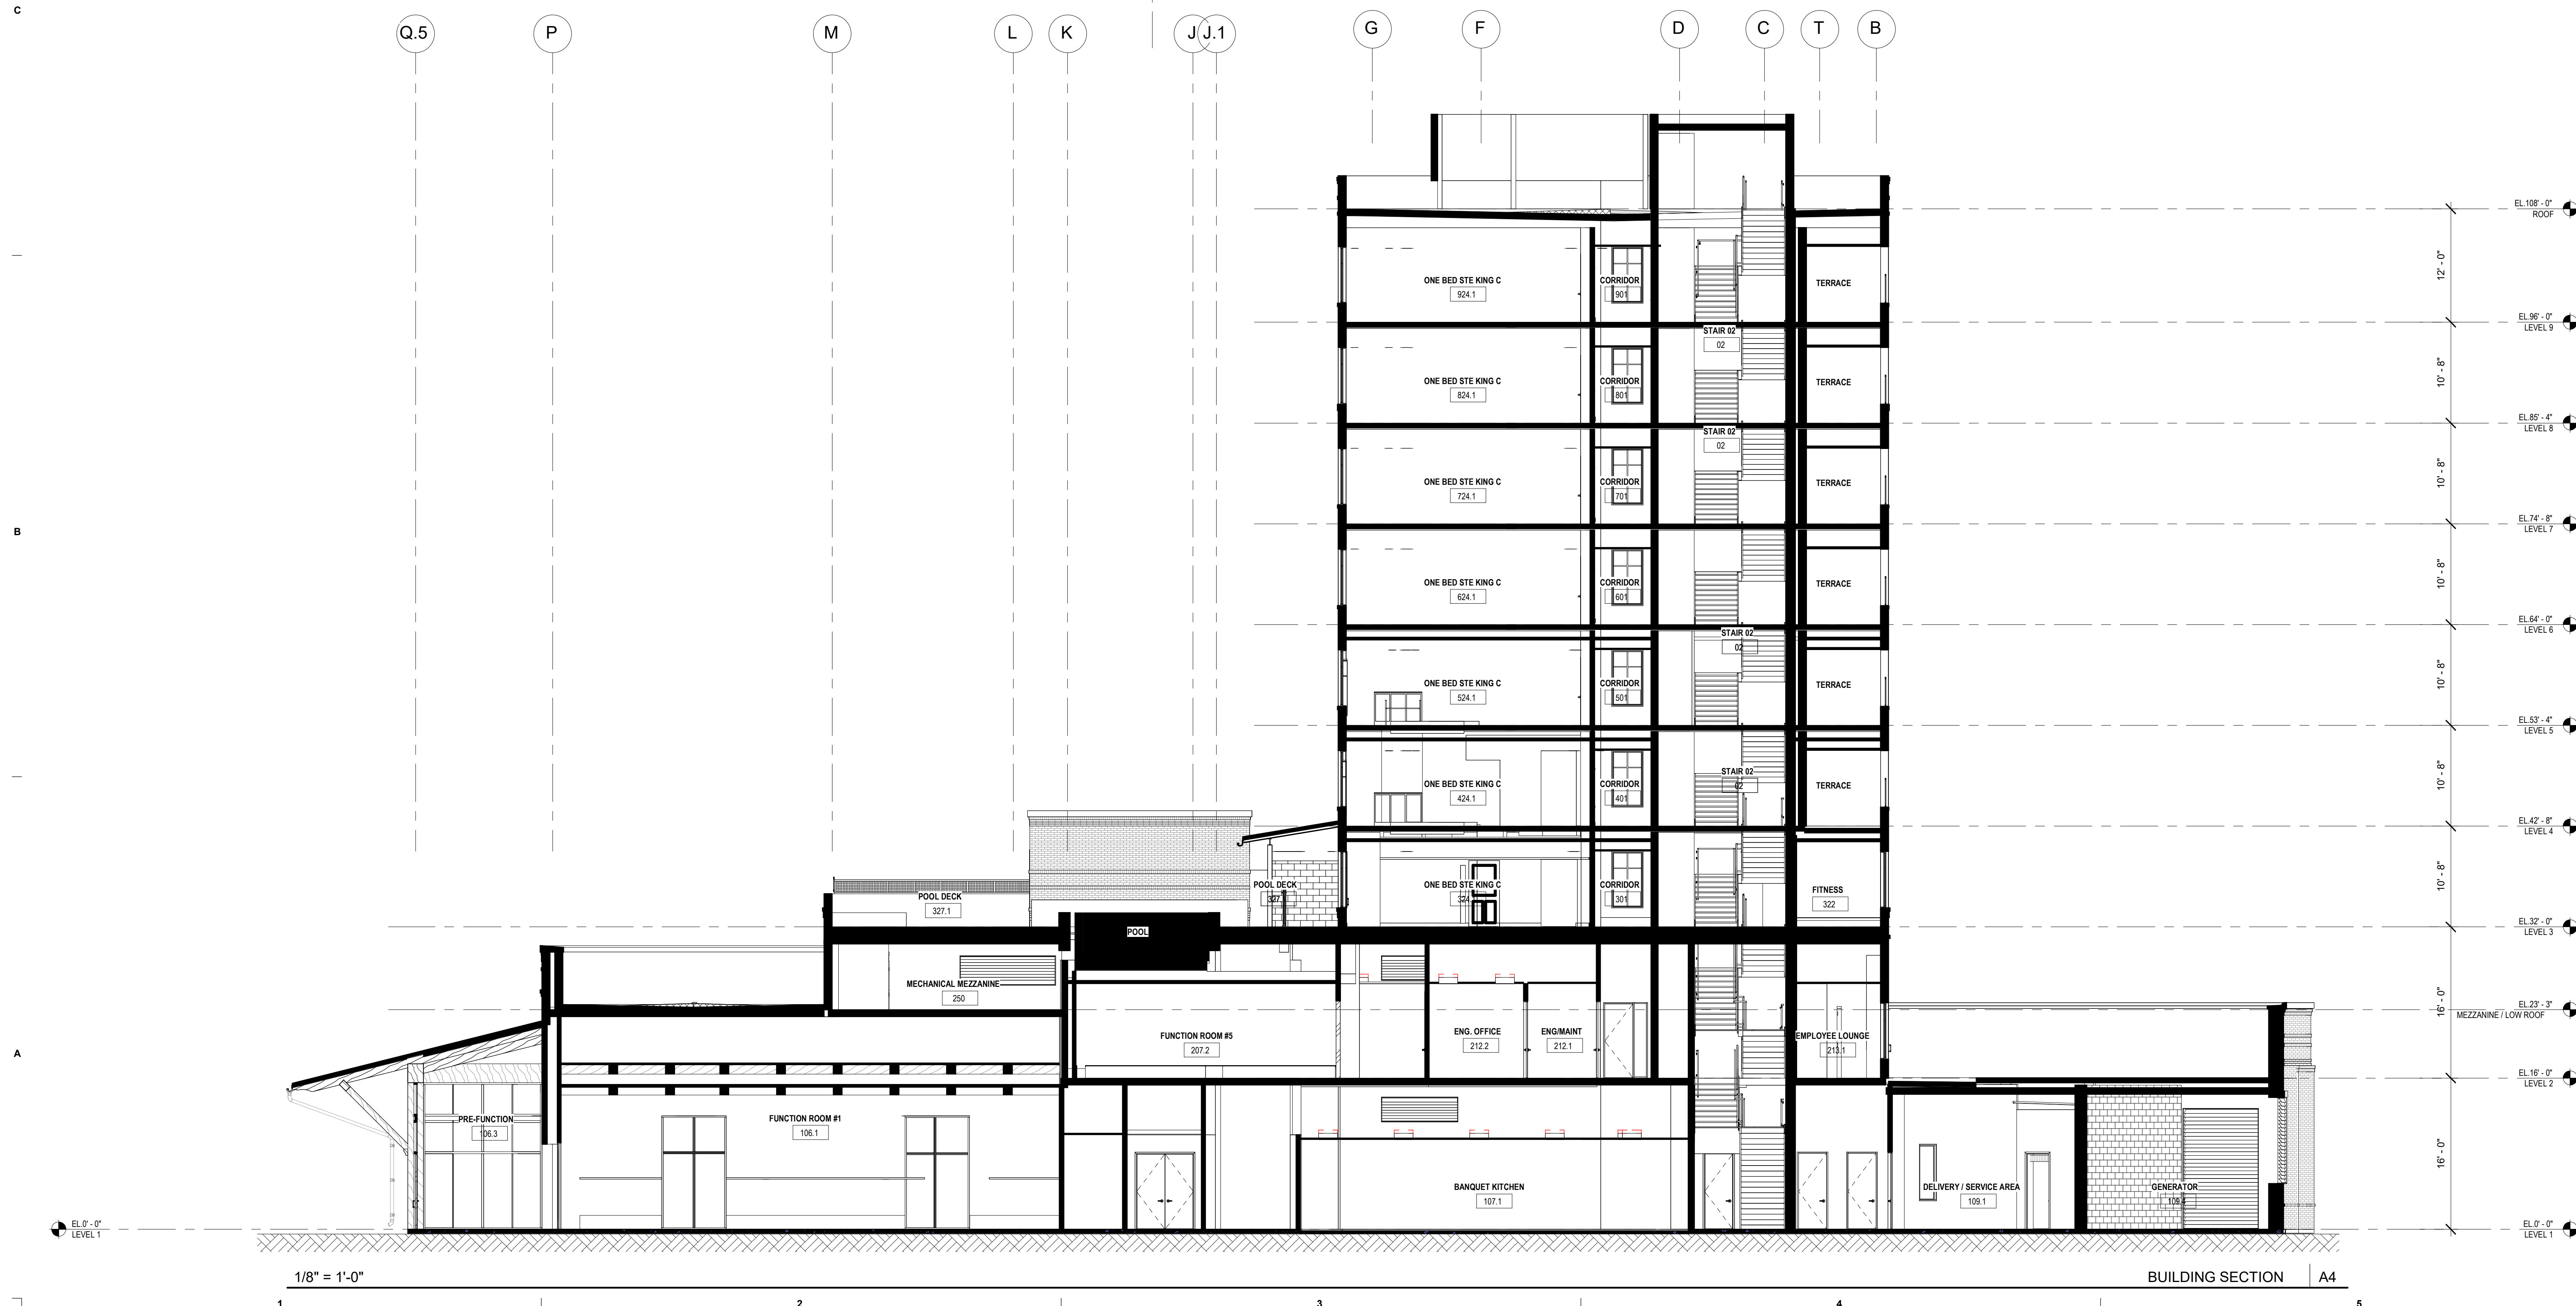 C
Q.5 P M L K J J.1 G F D C T B
EL.108' - 0"
ROOF
12' - 0"
ONE BED STE KING C CORRIDOR TERRACE
924.1 901
EL.96' - 0"
LEVEL 9
STAIR 02
02
10' - 8"
ONE BED STE KING C CORRIDOR TERRACE
824.1 801
EL.85' - 4"
LEVEL 8
STAIR 02
02
10' - 8"
ONE BED STE KING C CORRIDOR TERRACE
724.1 701
EL.74' - 8"
LEVEL 7
B
10' - 8"
ONE BED STE KING C CORRIDOR TERRACE
624.1 601
EL.64' - 0"
LEVEL 6
STAIR 02
02
10' - 8"
ONE BED STE KING C CORRIDOR TERRACE
524.1 501
EL.53' - 4"
LEVEL 5
STAIR 02
02
10' - 8"
ONE BED STE KING C CORRIDOR TERRACE
424.1 401
EL.42' - 8"
LEVEL 4
10' - 8"
POOL DECK ONE BED STE KING C CORRIDOR FITNESS
301 322
POOL DECK
327.1
EL.32' - 0"
LEVEL 3
POOL
MECHANICAL MEZZANINE
250
16' - 0"
EL.23' - 3"
MEZZANINE / LOW ROOF
FUNCTION ROOM #5 ENG. OFFICE ENG/MAINT EMPLOYEE LOUNGE
207.2 212.2 212.1 213.1
A
EL.16' - 0"
LEVEL 2
PRE-FUNCTION FUNCTION ROOM #1
106.3 106.1
16' - 0"
BANQUET KITCHEN DELIVERY / SERVICE AREA GENERATOR
107.1 109.1 109.4
EL.0' - 0" EL.0' - 0"
LEVEL 1 LEVEL 1
1/8" = 1'-0" BUILDING SECTION A4
1 2 3 4 5